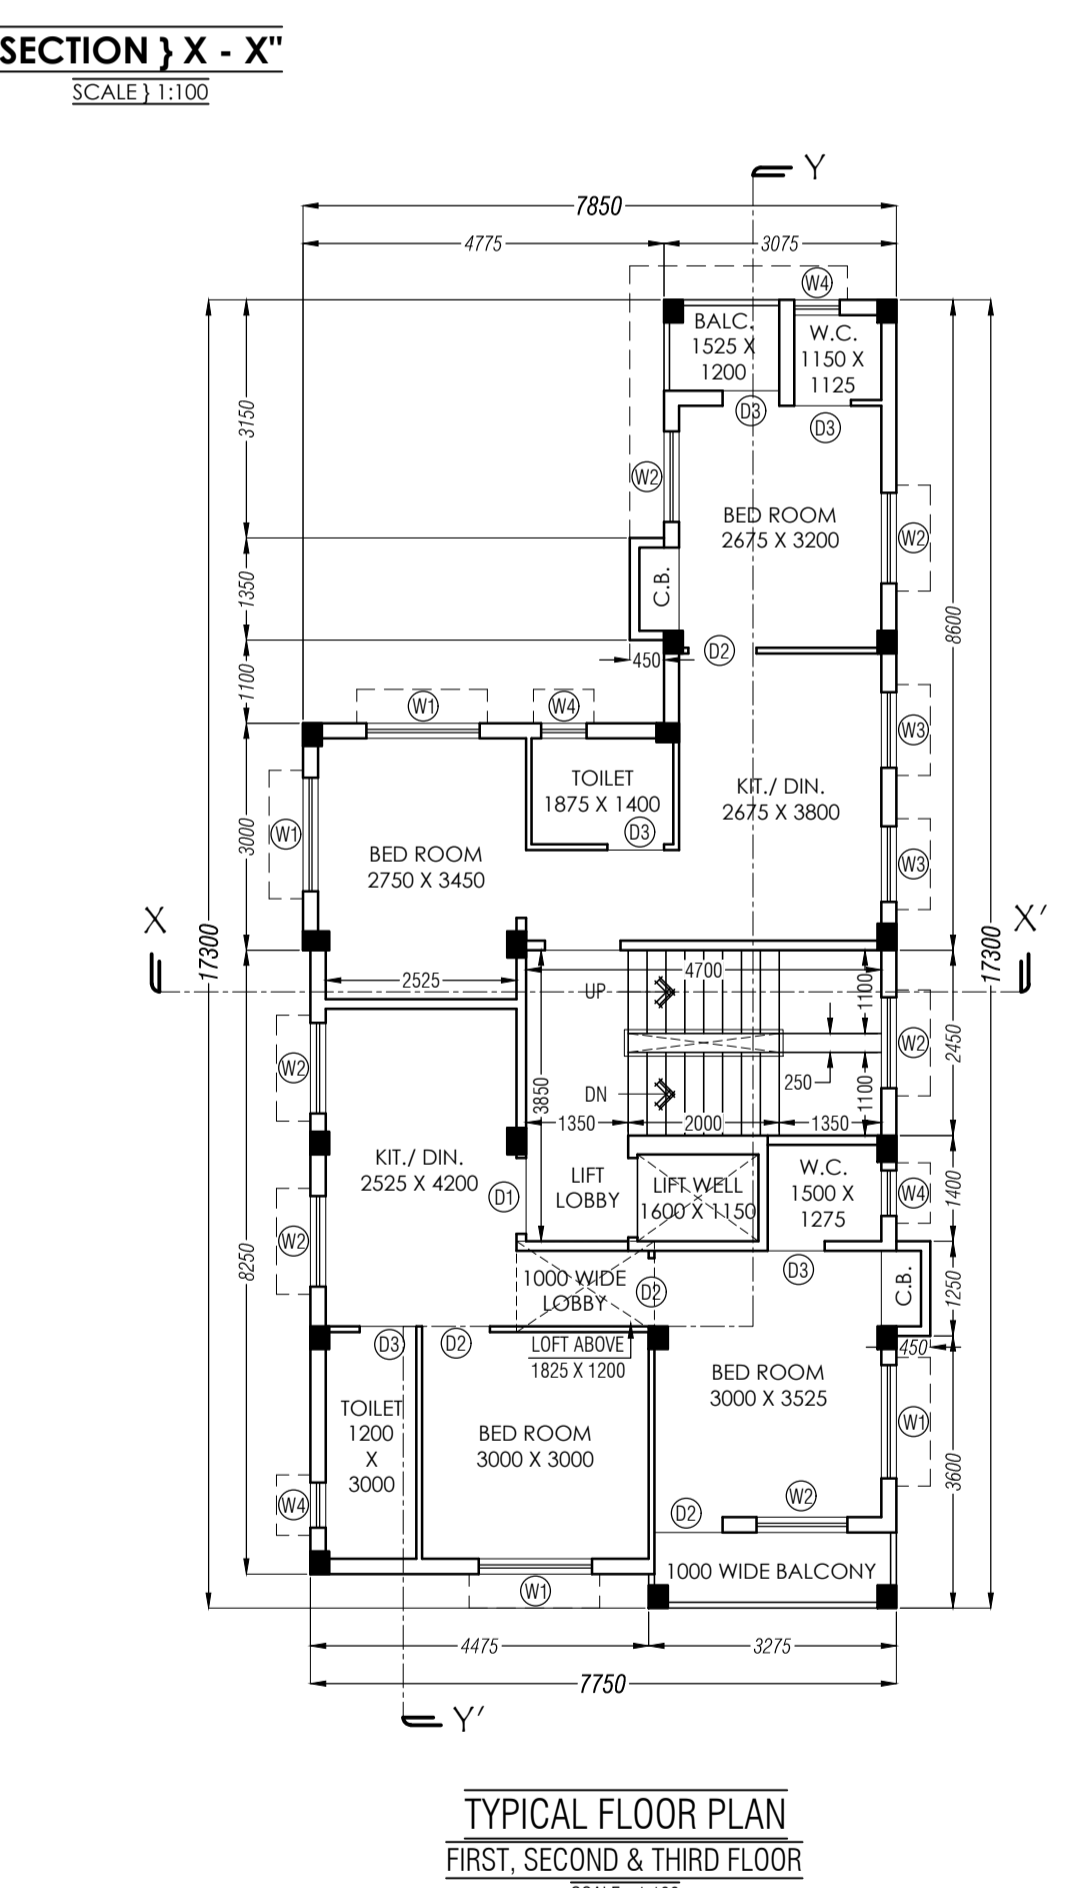 SECTION } X - X"
SCALE } 1:100
Y
7850
4775
3075
W4
BALC.
1525 X
1200
W.C.
1150 X
1125
D3
D3
3150
W2
BED ROOM
2675 X 3200
W2
1350
C.B.
8600
1100
450
D2
W1
W4
W3
TOILET
1875 X 1400
D3
KIT./ DIN.
2675 X 3800
3000
W1
BED ROOM
2750 X 3450
W3
X
X'
17300
17300
2525
4700
UP
1100
W2
2450
W2
250
DN
3850
1100
1350
2000
1350
KIT./ DIN.
2525 X 4200
D1
LIFT
LOBBY
LIFT WELL
1600 X 1150
W.C.
1500 X
1275
W4
1400
W2
8250
1000 WIDE
LOBBY
D2
D3
C.B.
1250
D3
D2
LOFT ABOVE
1825 X 1200
450
BED ROOM
3000 X 3525
TOILET
1200
X
3000
BED ROOM
3000 X 3000
W1
3600
W4
D2
W2
1000 WIDE BALCONY
W1
4475
3275
7750
Y'
TYPICAL FLOOR PLAN
FIRST, SECOND & THIRD FLOOR